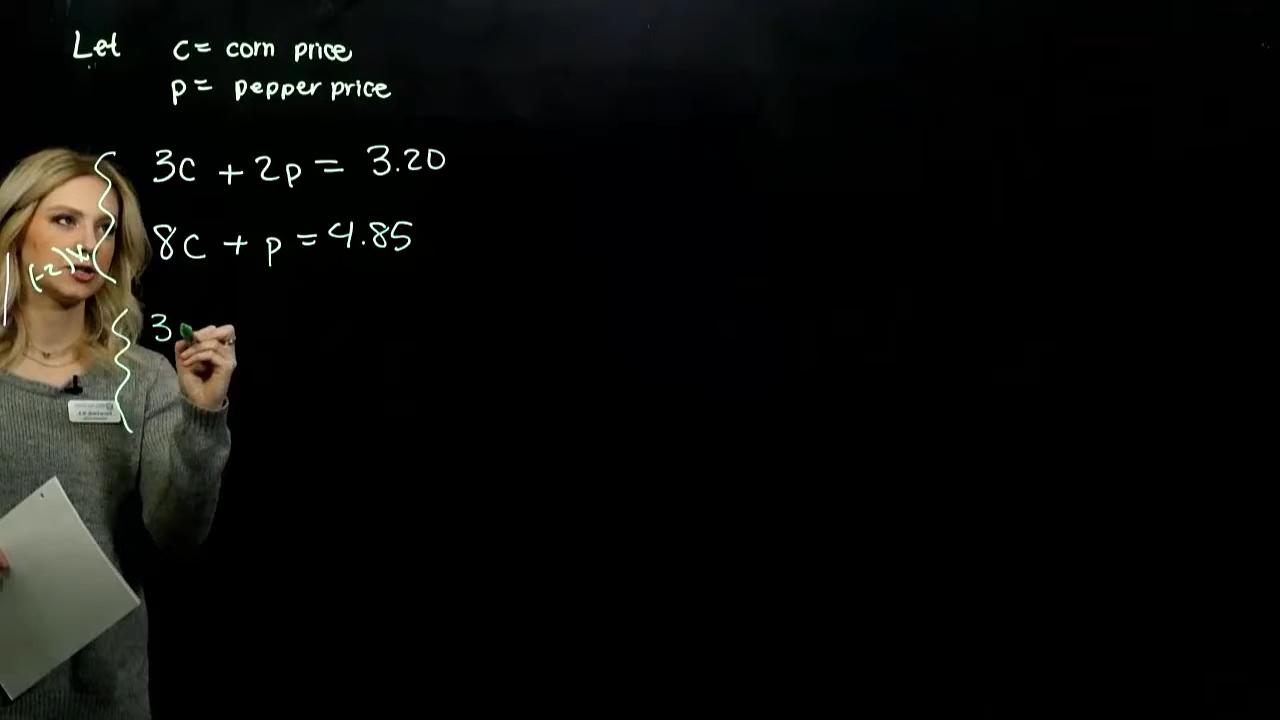 Let c = corn price
p = pepper price
3c + 2p = 3.20
8c + p = 4.85
(-2)*
3